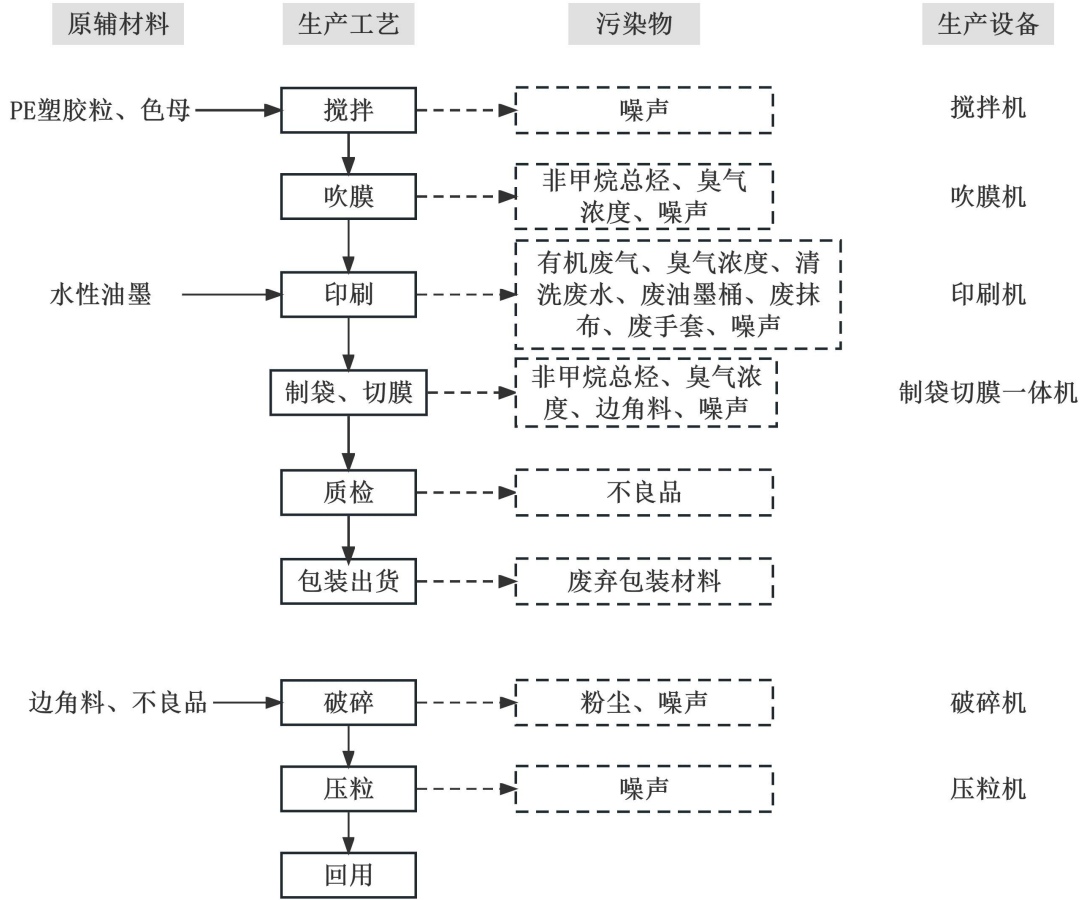 原辅材料
生产工艺
污染物
生产设备
PE塑胶粒、色母
搅拌
噪声
搅拌机
吹膜
非甲烷总烃、臭气
浓度、噪声
吹膜机
水性油墨
印刷
有机废气、臭气浓度、清
洗废水、废油墨桶、废抹
布、废手套、噪声
印刷机
制袋、切膜
非甲烷总烃、臭气浓
度、边角料、噪声
制袋切膜一体机
质检
不良品
包装出货
废弃包装材料
边角料、不良品
破碎
粉尘、噪声
破碎机
压粒
噪声
压粒机
回用